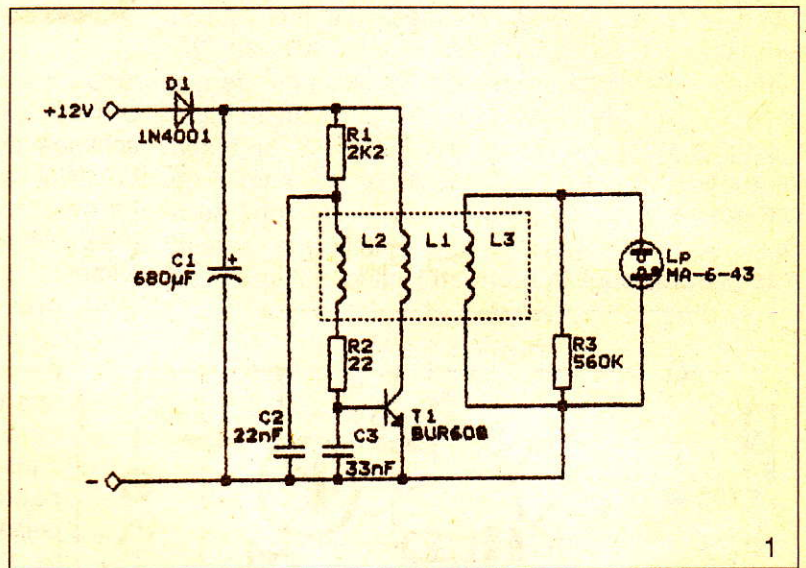 D1
+12V
1N4001
R1
2K2
L2 L1 L3
C1 +
680µF
Lp
MA-6-43
R2
22
R3
560K
C2
22nF
C3
33nF
T1
BUR608
-
1